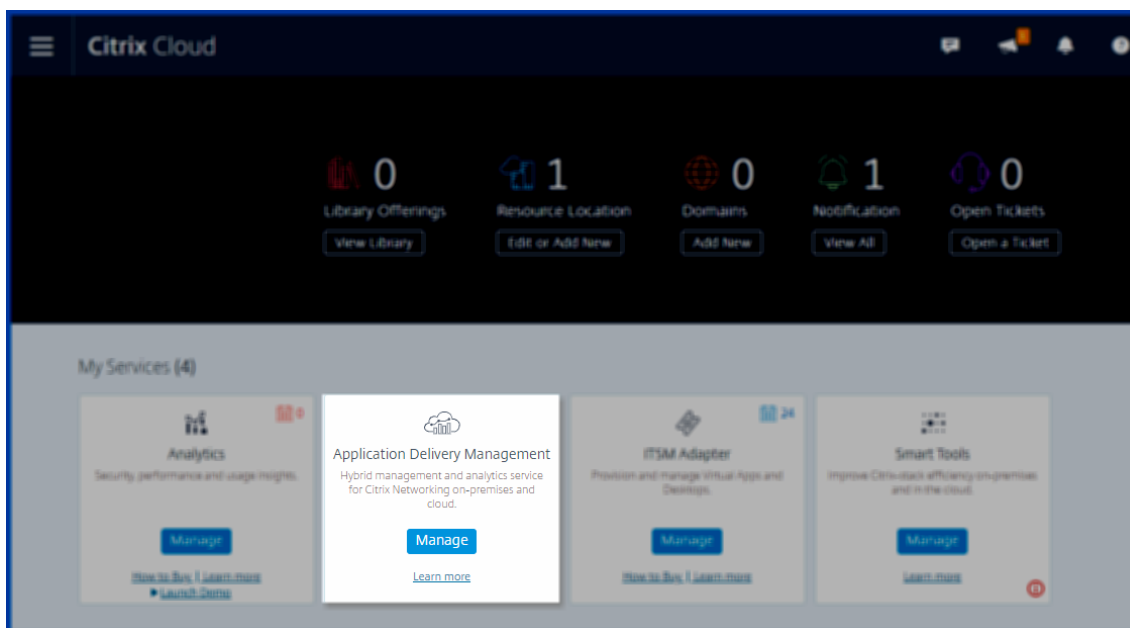 Citrix Cloud
0
1
0
1
0
Library Offerings
Resource Location
Domains
Notification
Open Tickets
View Library
Edit or Add New
Add New
View All
Open a Ticket
My Services (4)
0
Analytics
Security, performance and usage insights.
Manage
How to Buy | Learn more
Launch Demo
Application Delivery Management
Hybrid management and analytics service
for Citrix Networking on-premises and
cloud.
Manage
Learn more
24
ITSM Adapter
Provision and manage Virtual Apps and
Desktops.
Manage
How to Buy | Learn more
Smart Tools
Improve Citrix-stack efficiency on-premises
and in the cloud.
Manage
Learn more